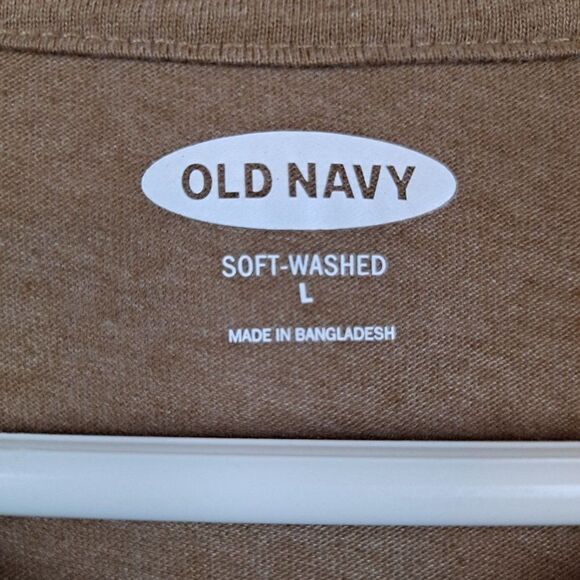 OLD NAVY
SOFT-WASHED
L
MADE IN BANGLADESH